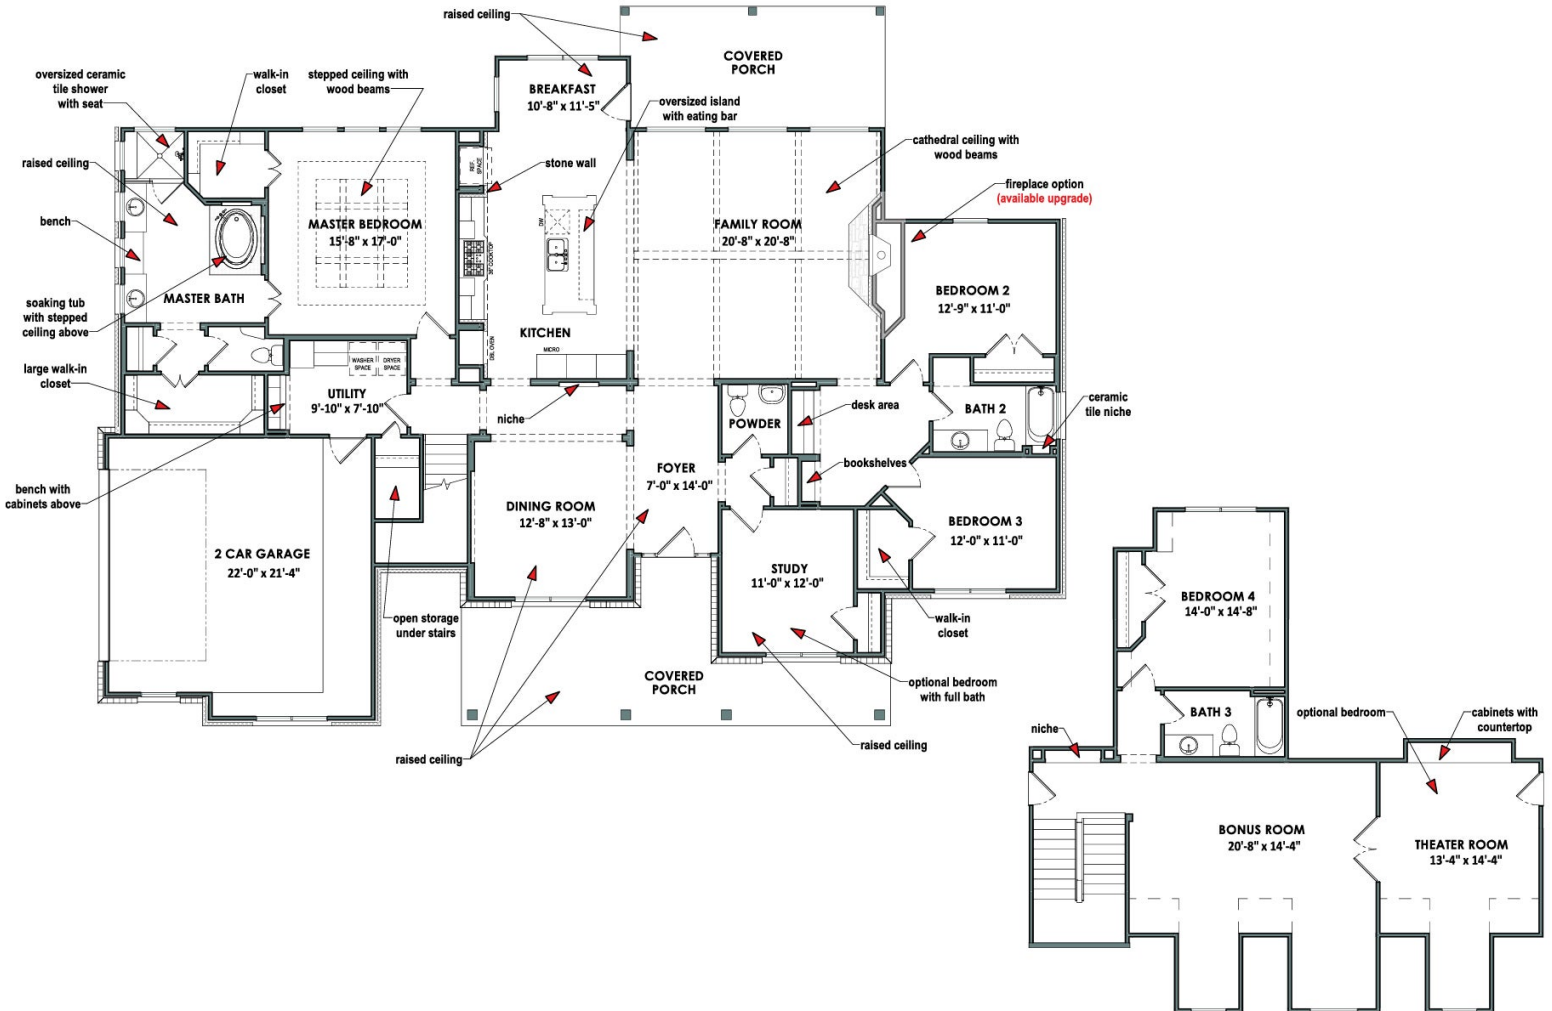 raised ceiling
COVERED
PORCH
oversized ceramic
tile shower
with seat
walk-in
closet
stepped ceiling with
wood beams
BREAKFAST
10'-8" x 11'-5"
oversized island
with eating bar
cathedral ceiling with
wood beams
raised ceiling
REF.
SPACE
stone wall
fireplace option
(available upgrade)
bench
MASTER BEDROOM
15'-8" x 17'-0"
DW
FAMILY ROOM
20'-8" x 20'-8"
36" COOKTOP
MASTER BATH
BEDROOM 2
12'-9" x 11'-0"
soaking tub
with stepped
ceiling above
KITCHEN
DBL OVEN
MICRO
large walk-in
closet
WASHER
SPACE
DRYER
SPACE
UTILITY
9'-10" x 7'-10"
niche
desk area
BATH 2
ceramic
tile niche
POWDER
bench with
cabinets above
FOYER
7'-0" x 14'-0"
bookshelves
DINING ROOM
12'-8" x 13'-0"
BEDROOM 3
12'-0" x 11'-0"
2 CAR GARAGE
22'-0" x 21'-4"
STUDY
11'-0" x 12'-0"
open storage
under stairs
walk-in
closet
BEDROOM 4
14'-0" x 14'-8"
COVERED
PORCH
optional bedroom
with full bath
raised ceiling
raised ceiling
BATH 3
optional bedroom
cabinets with
countertop
niche
BONUS ROOM
20'-8" x 14'-4"
THEATER ROOM
13'-4" x 14'-4"